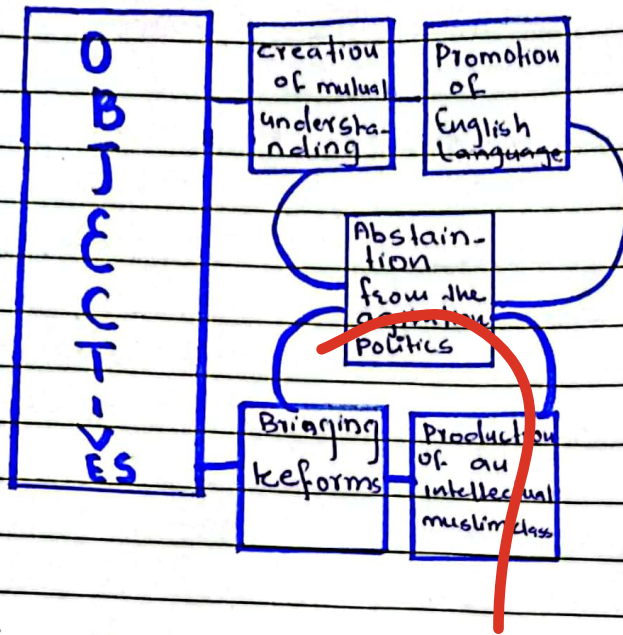 OBJECTIVES
Creation
of mutual
understa-
nding
Promotion
of
English
Language
Abstain-
tion
from the
Politics
Bringing
reforms
Production
of an
intellectual
muslim class